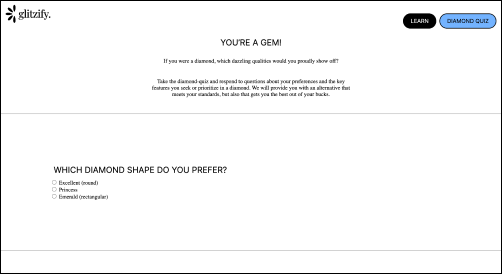 glitzify.
LEARN
DIAMOND QUIZ
YOU'RE A GEM!
If you were a diamond, which dazzling qualities would you proudly show off?
Take the diamond-quiz and respond to questions about your preferences and the key
features you seek or prioritize in a diamond. We will provide you with an alternative that
meets your standards, but also that gets you the best out of your bucks.
WHICH DIAMOND SHAPE DO YOU PREFER?
Excellent (round)
Princess
Emerald (rectangular)